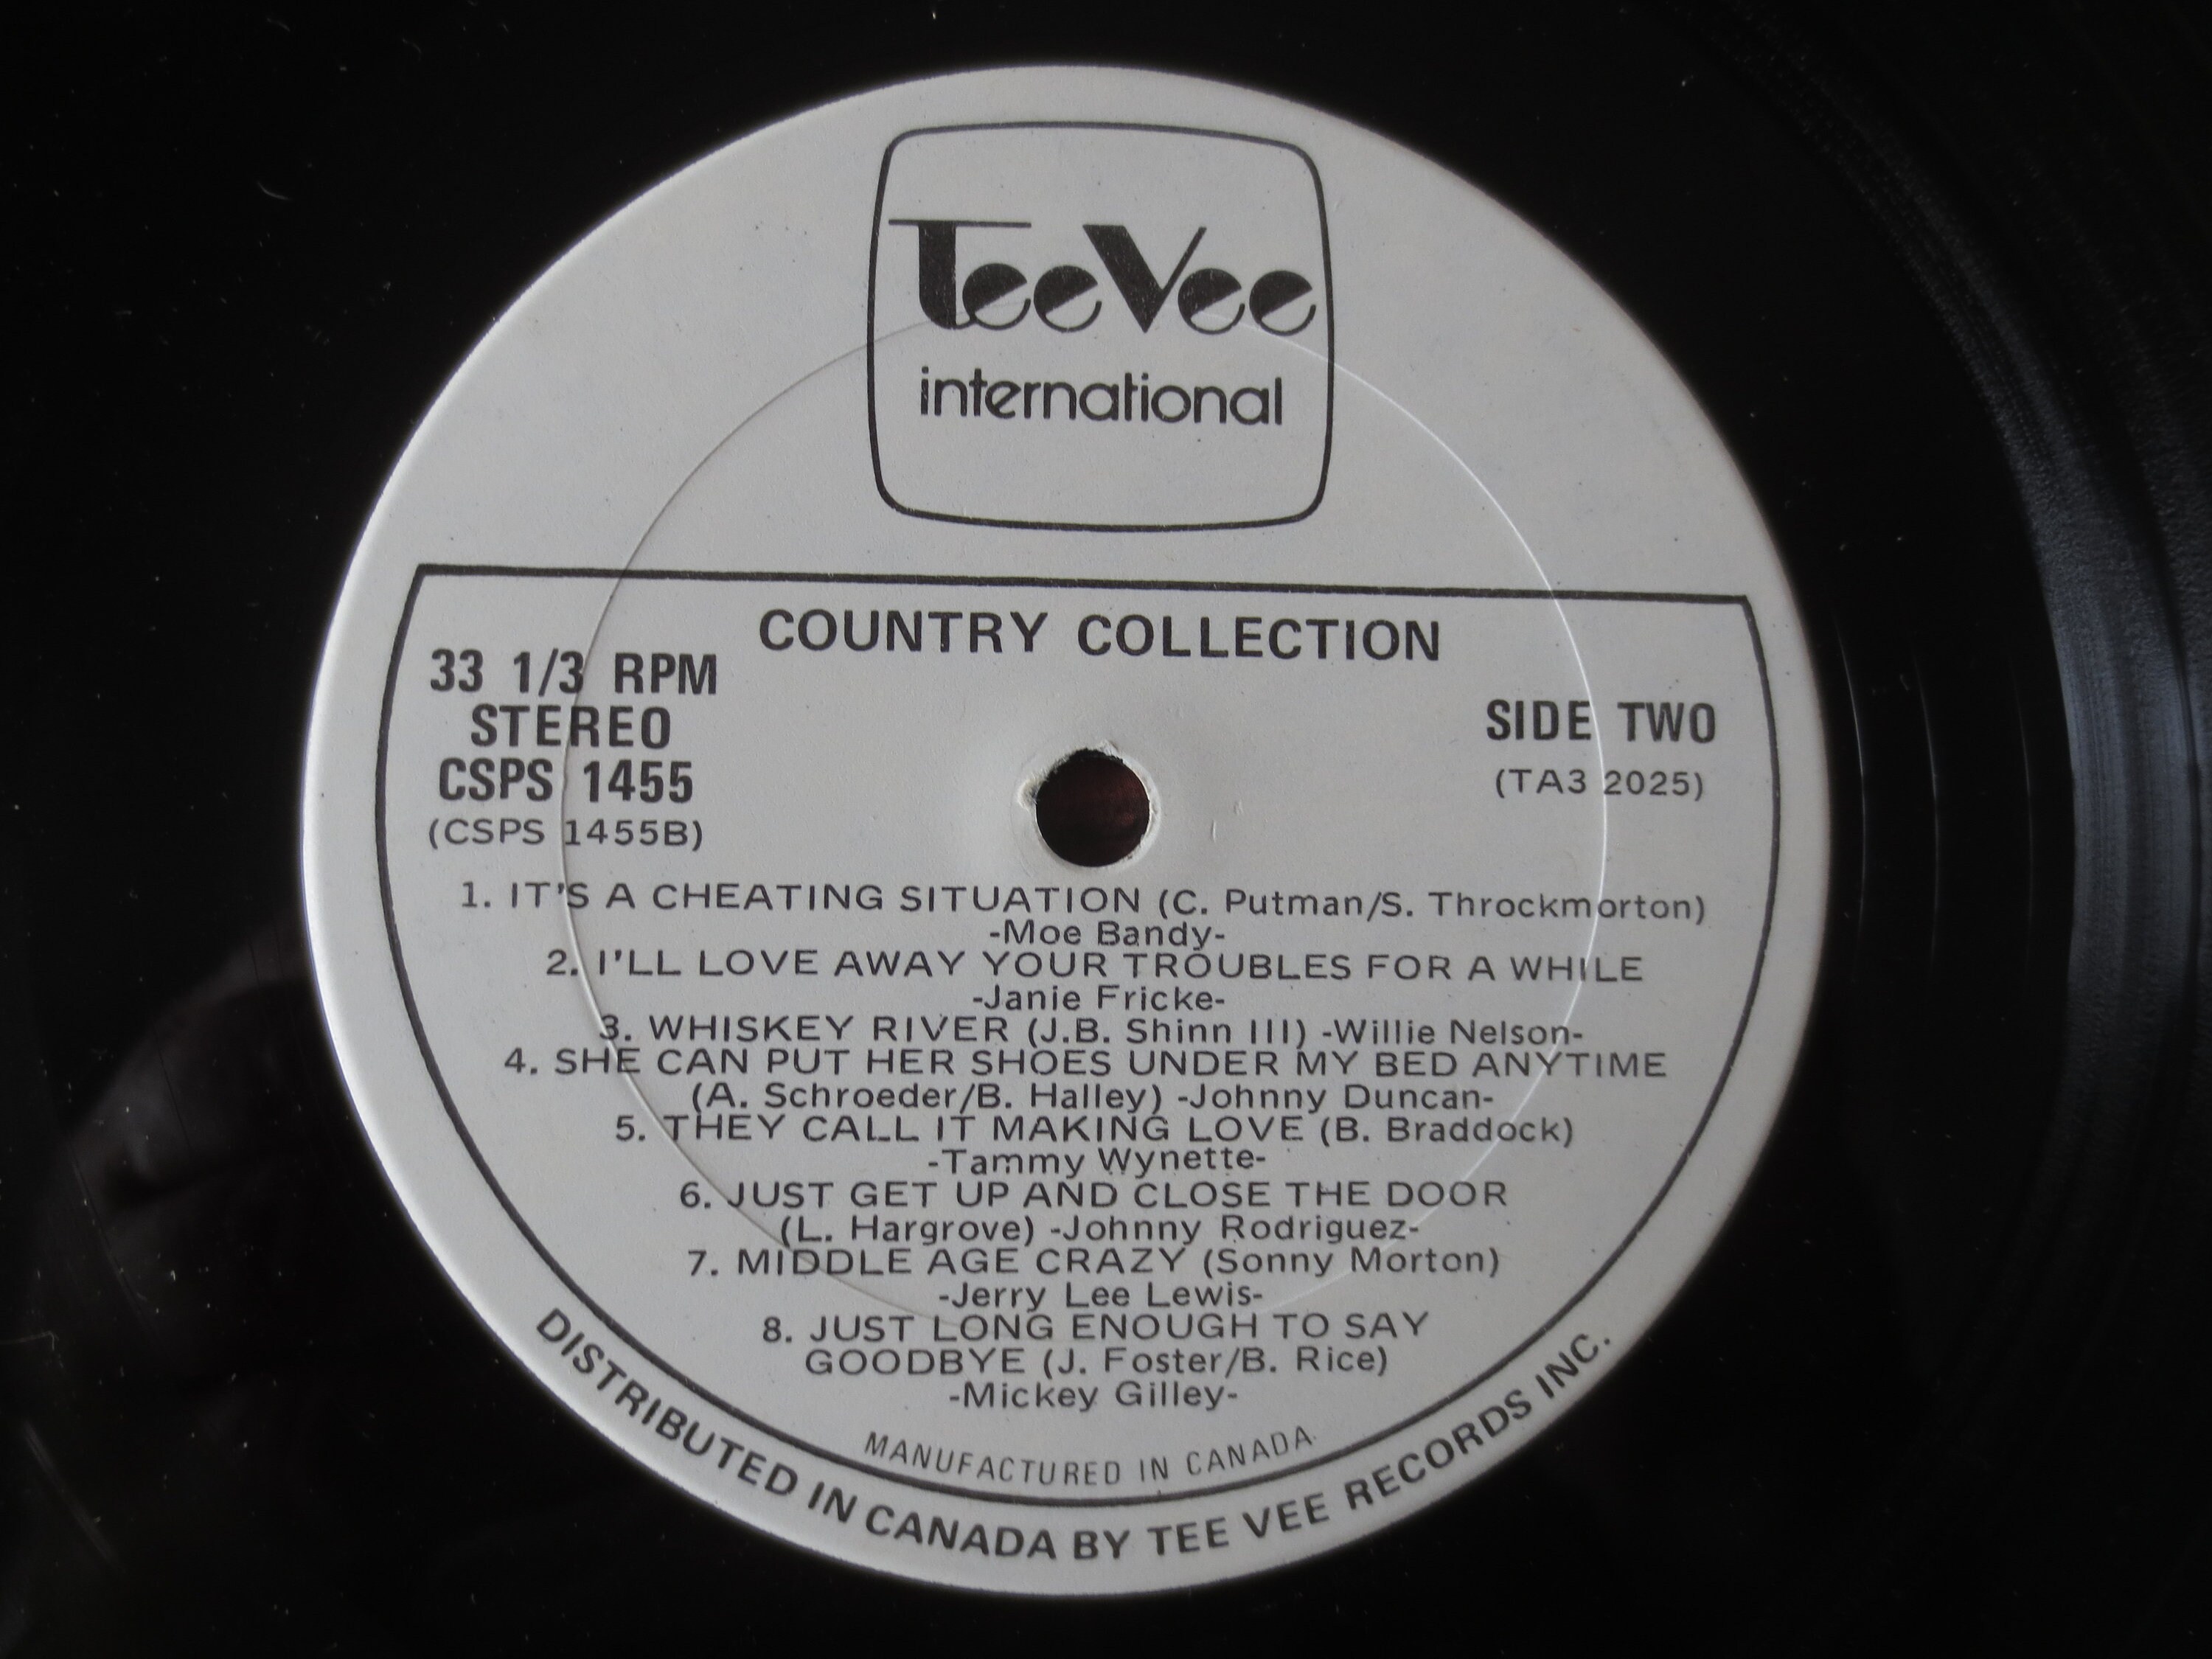 TeeVee
international
COUNTRY COLLECTION
33 1/3 RPM
STEREO
CSPS 1455
(CSPS 1455B)
SIDE TWO
(TA3 2025)
1. IT'S A CHEATING SITUATION (C. Putman/S. Throckmorton)
-Moe Bandy-
2. I'LL LOVE AWAY YOUR TROUBLES FOR A WHILE
-Janie Fricke-
3. WHISKEY RIVER (J.B. Shinn III) -Willie Nelson-
4. SHE CAN PUT HER SHOES UNDER MY BED ANYTIME
(A. Schroeder/B. Halley) -Johnny Duncan-
5. THEY CALL IT MAKING LOVE (B. Braddock)
-Tammy Wynette-
6. JUST GET UP AND CLOSE THE DOOR
(L. Hargrove) -Johnny Rodriguez-
7. MIDDLE AGE CRAZY (Sonny Morton)
-Jerry Lee Lewis-
8. JUST LONG ENOUGH TO SAY
GOODBYE (J. Foster/B. Rice)
-Mickey Gilley-
MANUFACTURED IN CANADA
DISTRIBUTED IN CANADA BY TEE VEE RECORDS INC.